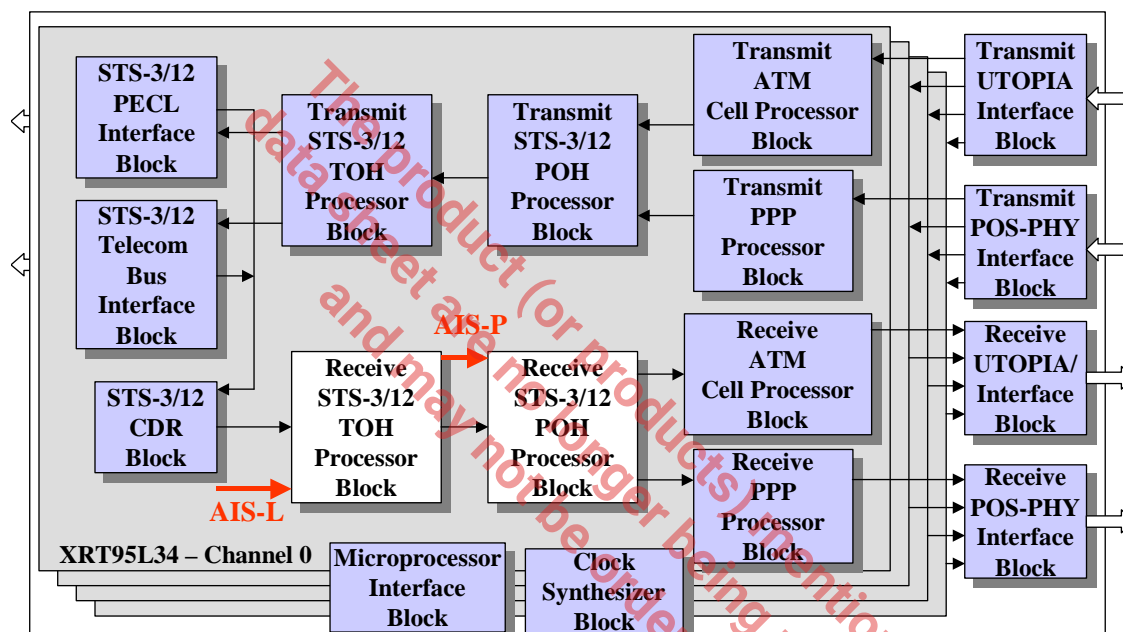 STS-3/12
PECL
Interface
Block
Transmit
STS-3/12
TOH
Processor
Block
Transmit
STS-3/12
POH
Processor
Block
Transmit
ATM
Cell Processor
Block
Transmit
UTOPIA
Interface
Block
STS-3/12
Telecom
Bus
Interface
Block
Transmit
PPP
Processor
Block
Transmit
POS-PHY
Interface
Block
STS-3/12
CDR
Block
AIS-L
Receive
STS-3/12
TOH
Processor
Block
AIS-P
Receive
STS-3/12
POH
Processor
Block
Receive
ATM
Cell Processor
Block
Receive
UTOPIA/
Interface
Block
Receive
PPP
Processor
Block
Receive
POS-PHY
Interface
Block
XRT95L34 – Channel 0
Microprocessor
Interface
Block
Clock
Synthesizer
Block
The product (or products) mention
data sheet are no longer being
and may not be order